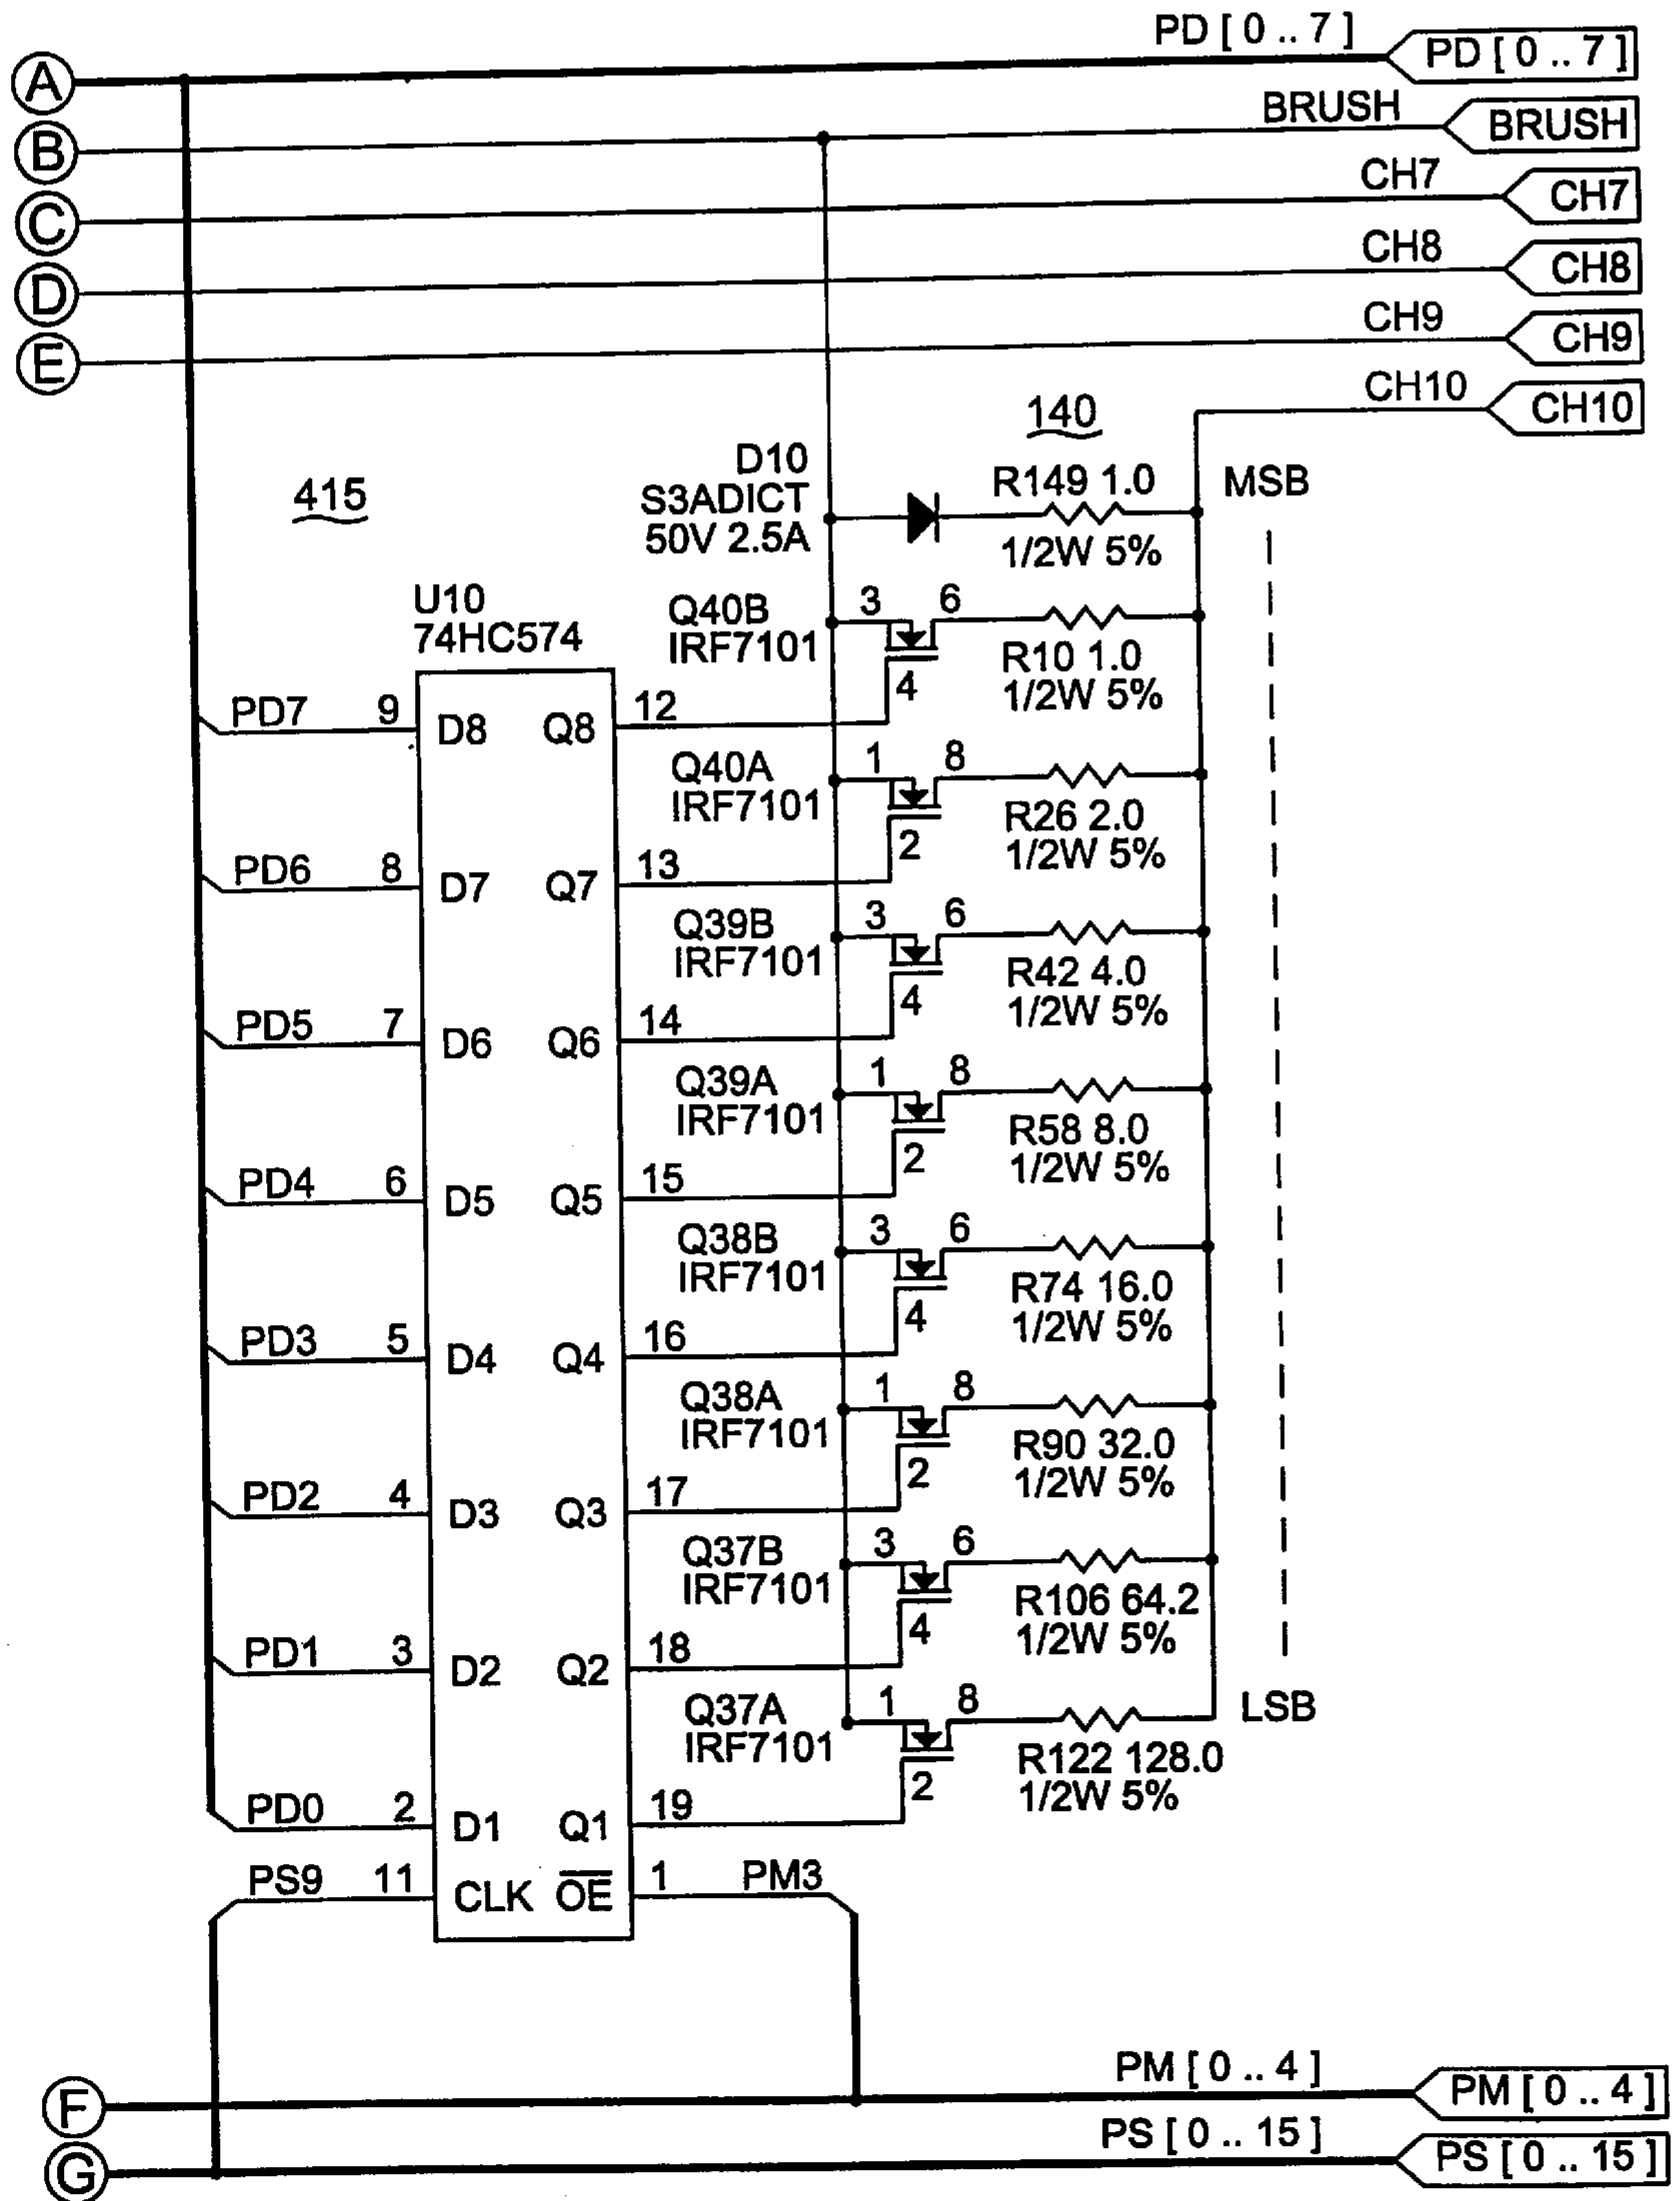 PD [ 0 .. 7 ]
A
PD [ 0 .. 7 ]
BRUSH
B
BRUSH
CH7
C
CH7
CH8
D
CH8
CH9
E
CH9
CH10
CH10
140
415
D10
S3ADICT
50V 2.5A
R149 1.0
1/2W 5%
MSB
U10
74HC574
Q40B
IRF7101
3
6
4
R10 1.0
1/2W 5%
PD7
9
D8
Q8
12
Q40A
IRF7101
1
8
2
R26 2.0
1/2W 5%
PD6
8
D7
Q7
13
Q39B
IRF7101
3
6
4
R42 4.0
1/2W 5%
PD5
7
D6
Q6
14
Q39A
IRF7101
1
8
2
R58 8.0
1/2W 5%
PD4
6
D5
Q5
15
Q38B
IRF7101
3
6
4
R74 16.0
1/2W 5%
PD3
5
D4
Q4
16
Q38A
IRF7101
1
8
2
R90 32.0
1/2W 5%
PD2
4
D3
Q3
17
Q37B
IRF7101
3
6
4
R106 64.2
1/2W 5%
PD1
3
D2
Q2
18
Q37A
IRF7101
1
8
2
LSB
R122 128.0
1/2W 5%
PD0
2
D1
Q1
19
PS9
11
CLK
OE
1
PM3
PM [ 0 .. 4 ]
F
PM [ 0 .. 4 ]
PS [ 0 .. 15 ]
G
PS [ 0 .. 15 ]